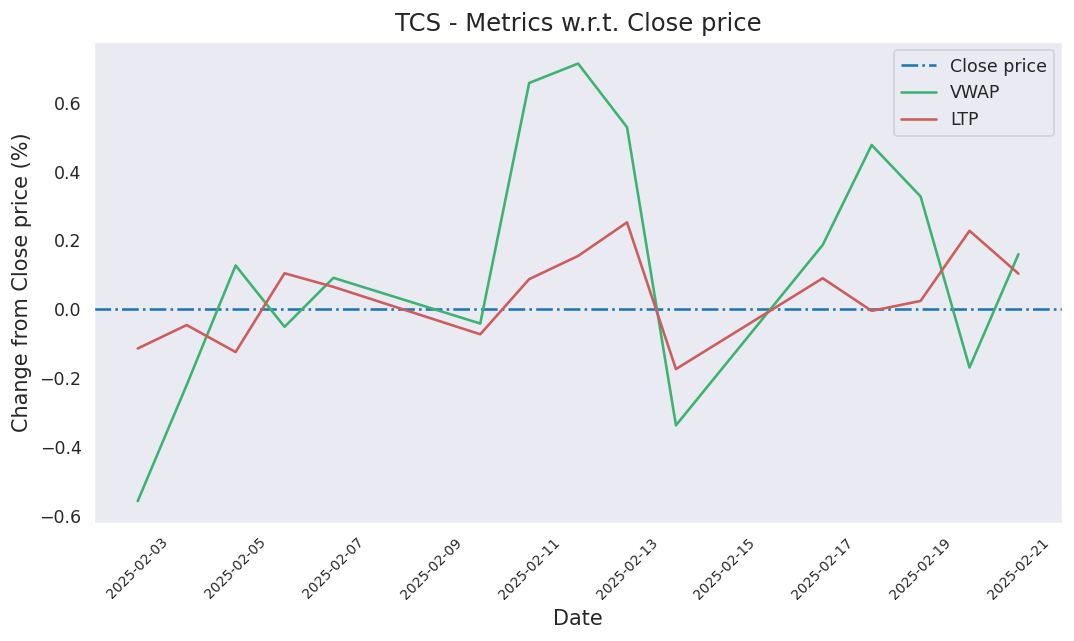 TCS - Metrics w.r.t. Close price
Close price
VWAP
LTP
Change from Close price (%)
0.6
0.4
0.2
0.0
−0.2
−0.4
−0.6
2025-02-03
2025-02-05
2025-02-07
2025-02-09
2025-02-11
2025-02-13
2025-02-15
2025-02-17
2025-02-19
2025-02-21
Date